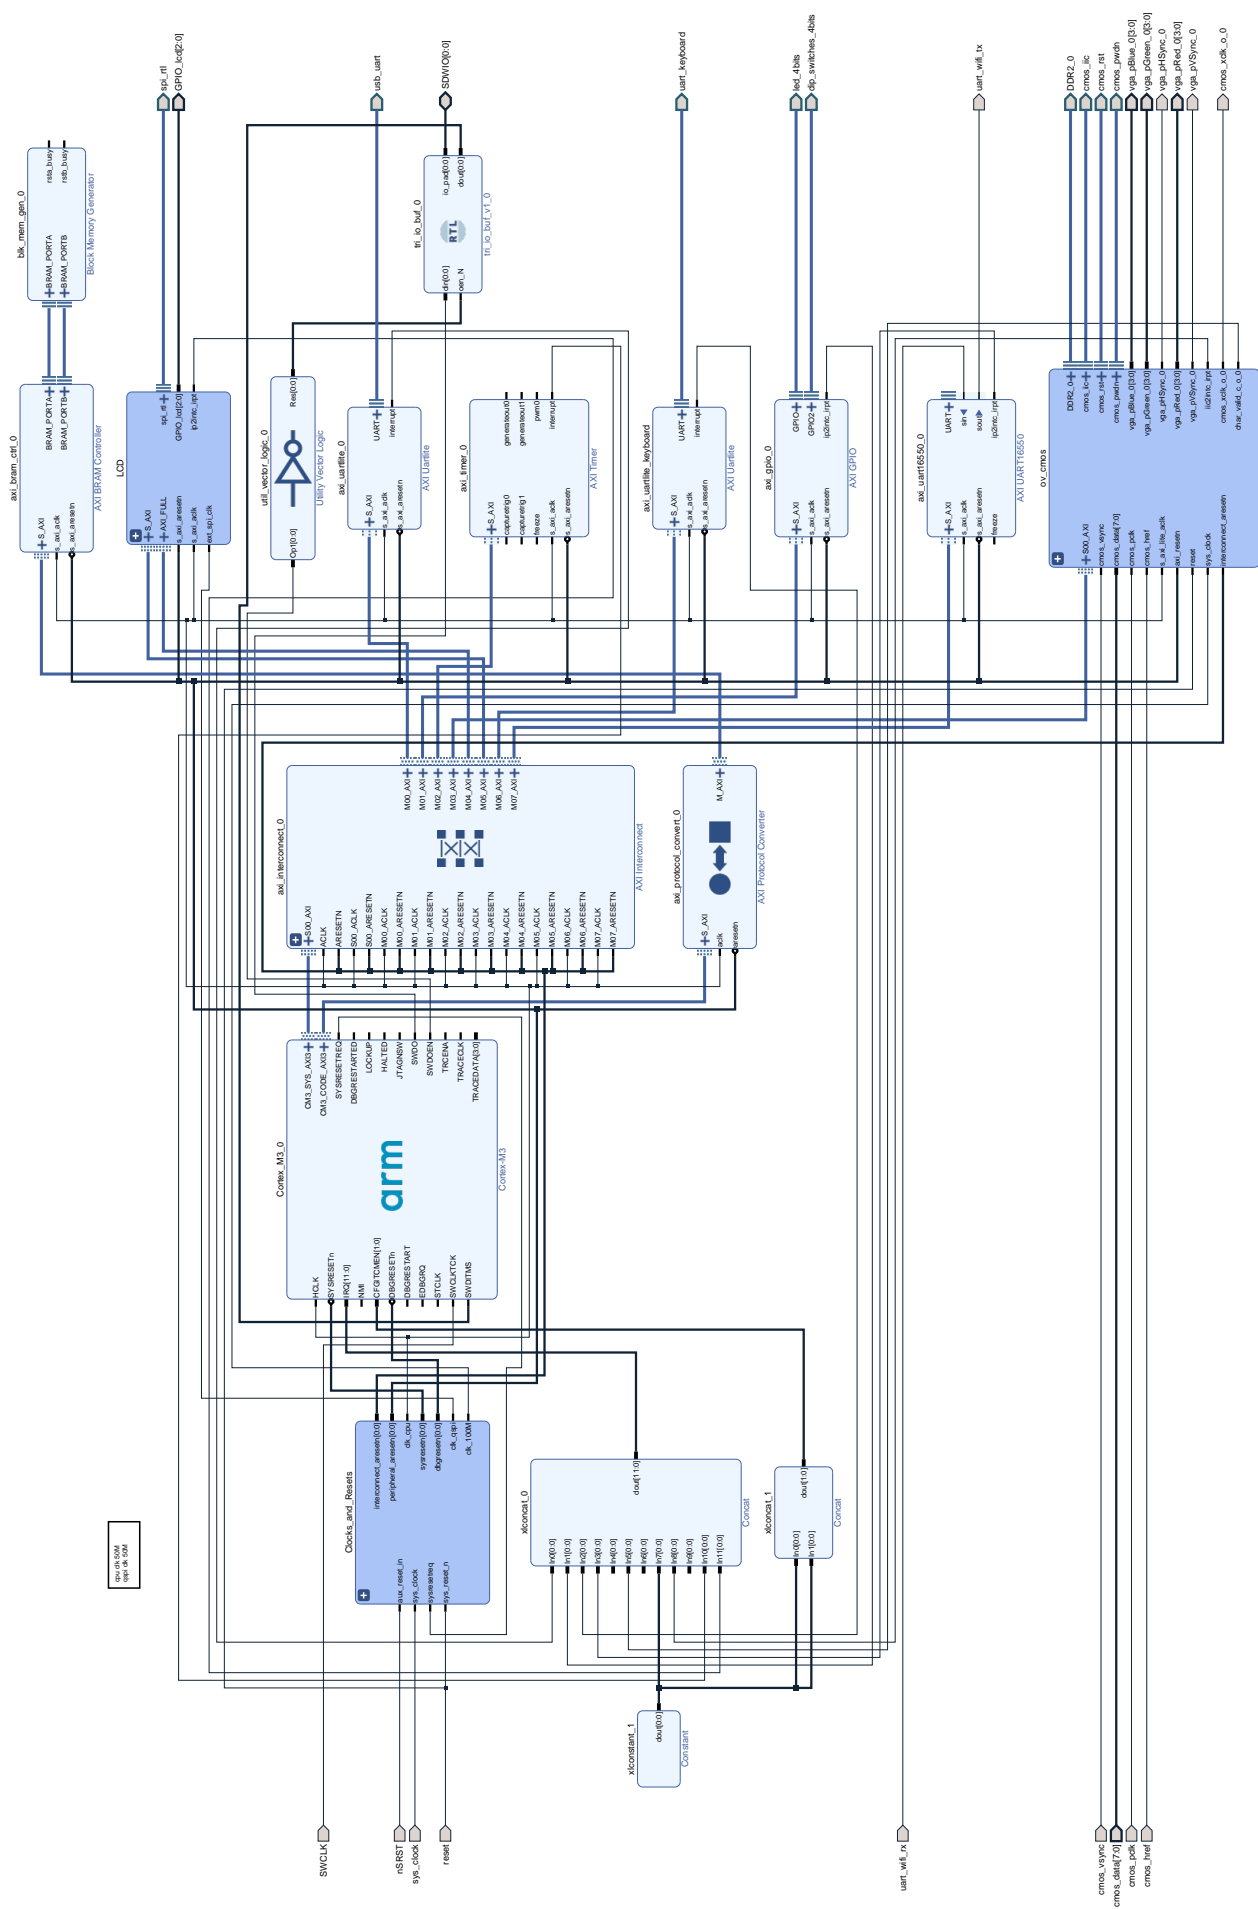 cpu clk 50M
qspi clk 50M
SWCLK
nSRST
sys_clock
reset
uart_wifi_rx
cmos_vsync
cmos_data[7:0]
cmos_pclk
cmos_href
Clocks_and_Resets
aux_reset_in
sys_clock
sysresetreq
sys_reset_n
interconnect_aresetn[0:0]
peripheral_aresetn[0:0]
clk_cpu
sysresetn[0:0]
dbgresetn[0:0]
clk_qspi
clk_100M
xlconstant_1
dout[0:0]
Constant
xlconcat_0
In0[0:0]
In1[0:0]
In2[0:0]
In3[0:0]
In4[0:0]
In5[0:0]
In6[0:0]
In7[0:0]
In8[0:0]
In9[0:0]
In10[0:0]
In11[0:0]
dout[11:0]
Concat
xlconcat_1
In0[0:0]
In1[0:0]
dout[1:0]
Concat
Cortex_M3_0
HCLK
SYSRESETn
IRQ[11:0]
NMI
CFGITCMEN[1:0]
DBGRESETn
DBGRESTART
EDBGRQ
STCLK
SWCLKTCK
SWDITMS
arm
CM3_SYS_AXI3
CM3_CODE_AXI3
SYSRESETREQ
DBGRESTARTED
LOCKUP
HALTED
JTAGNSW
SWDO
SWDOEN
TRCENA
TRACECLK
TRACEDATA[3:0]
Cortex-M3
axi_interconnect_0
S00_AXI
ACLK
ARESETN
S00_ACLK
S00_ARESETN
M00_ACLK
M00_ARESETN
M01_ACLK
M01_ARESETN
M02_ACLK
M02_ARESETN
M03_ACLK
M03_ARESETN
M04_ACLK
M04_ARESETN
M05_ACLK
M05_ARESETN
M06_ACLK
M06_ARESETN
M07_ACLK
M07_ARESETN
M00_AXI
M01_AXI
M02_AXI
M03_AXI
M04_AXI
M05_AXI
M06_AXI
M07_AXI
AXI Interconnect
axi_protocol_convert_0
S_AXI
aclk
aresetn
M_AXI
AXI Protocol Converter
axi_bram_ctrl_0
S_AXI
s_axi_aclk
s_axi_aresetn
BRAM_PORTA
BRAM_PORTB
AXI BRAM Controller
blk_mem_gen_0
BRAM_PORTA
BRAM_PORTB
rsta_busy
rstb_busy
Block Memory Generator
LCD
S_AXI
AXI_FULL
s_axi_aresetn
s_axi_aclk
ext_spi_clk
spi_rtl
GPIO_lcd[2:0]
ip2intc_irpt
util_vector_logic_0
Op1[0:0]
Res[0:0]
Utility Vector Logic
axi_uartlite_0
S_AXI
s_axi_aclk
s_axi_aresetn
UART
interrupt
AXI Uartlite
tri_io_buf_0
din[0:0]
oen_N
RTL
io_pad[0:0]
dout[0:0]
tri_io_buf_v1_0
axi_timer_0
S_AXI
capturetrig0
capturetrig1
freeze
s_axi_aclk
s_axi_aresetn
generateout0
generateout1
pwm0
interrupt
AXI Timer
axi_uartlite_keyboard
S_AXI
s_axi_aclk
s_axi_aresetn
UART
interrupt
AXI Uartlite
axi_gpio_0
S_AXI
s_axi_aclk
s_axi_aresetn
GPIO
GPIO2
ip2intc_irpt
AXI GPIO
axi_uart16550_0
S_AXI
s_axi_aclk
s_axi_aresetn
freeze
UART
sin
sout
ip2intc_irpt
AXI UART16550
ov_cmos
S00_AXI
cmos_vsync
cmos_data[7:0]
cmos_pclk
cmos_href
s_axi_lite_aclk
axi_resetn
reset
sys_clock
interconnect_aresetn
DDR2_0
cmos_iic
cmos_rst
cmos_pwdn
vga_pBlue_0[3:0]
vga_pGreen_0[3:0]
vga_pHSync_0
vga_pRed_0[3:0]
vga_pVSync_0
iic2intc_irpt
cmos_xclk_o_0
char_valid_c_o_0
spi_rtl
GPIO_lcd[2:0]
usb_uart
SDWIO[0:0]
uart_keyboard
led_4bits
dip_switches_4bits
uart_wifi_tx
DDR2_0
cmos_iic
cmos_rst
cmos_pwdn
vga_pBlue_0[3:0]
vga_pGreen_0[3:0]
vga_pHSync_0
vga_pRed_0[3:0]
vga_pVSync_0
cmos_xclk_o_0